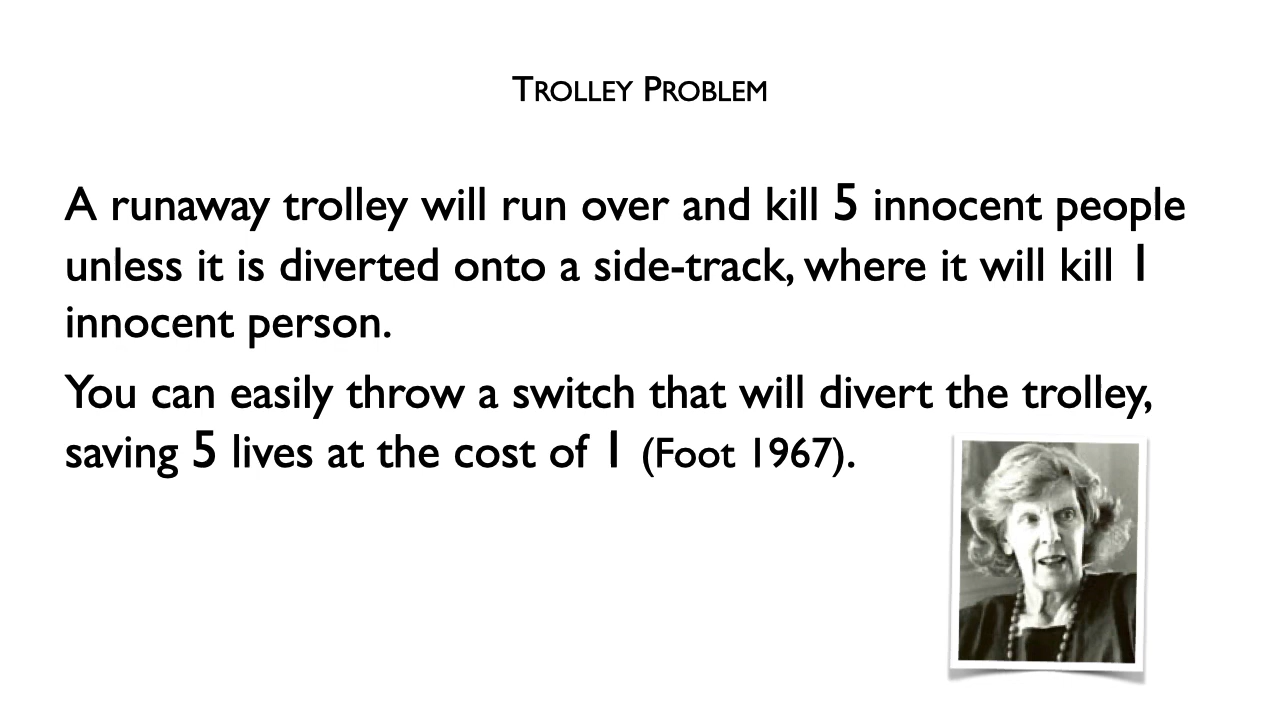 TROLLEY PROBLEM
A runaway trolley will run over and kill 5 innocent people
unless it is diverted onto a side-track, where it will kill 1
innocent person.
You can easily throw a switch that will divert the trolley,
saving 5 lives at the cost of 1 (Foot 1967).